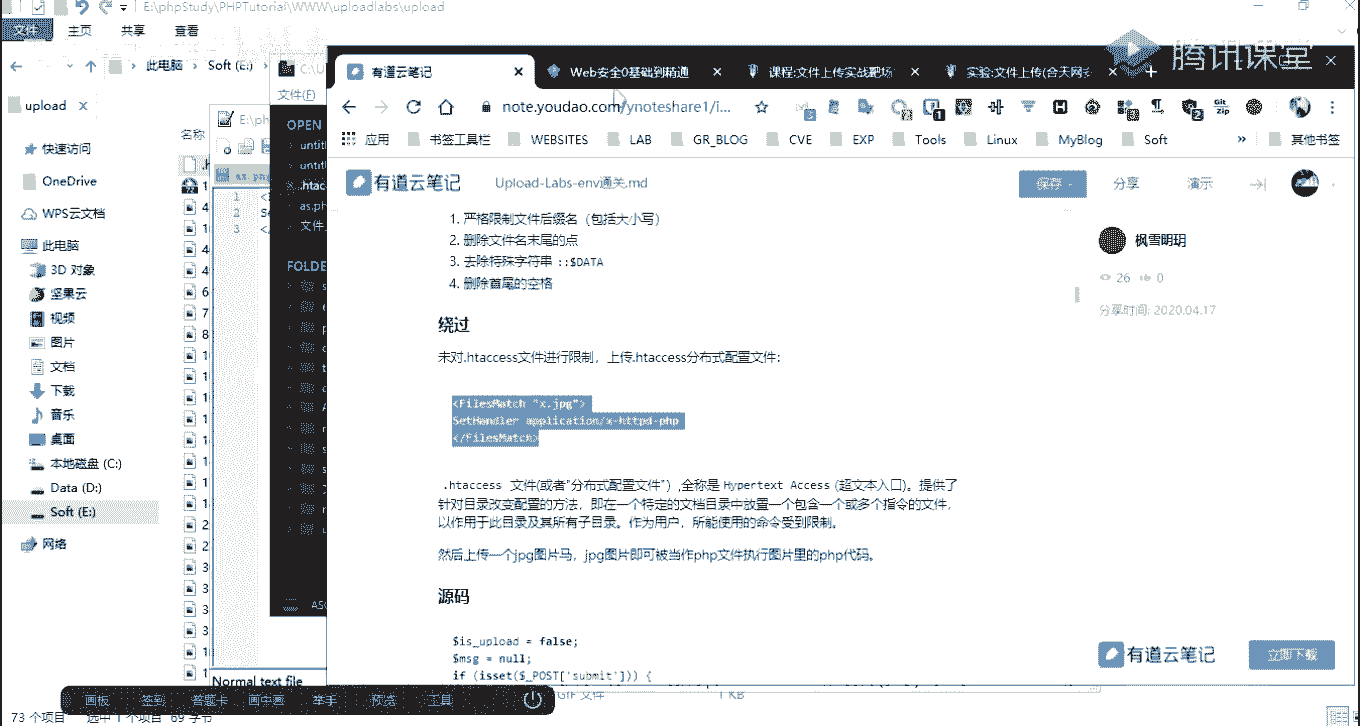 E:\phpStudy\PHPTutorial\WWW\uploadlabs\upload
文件
主页
共享
查看
此电脑
Soft (E:)
upload
名称
快速访问
OneDrive
WPS云文档
此电脑
3D 对象
坚果云
视频
图片
文档
下载
音乐
桌面
本地磁盘 (C:)
Data (D:)
Soft (E:)
网络
文件(F)
OPEN
FOLDE
1
2
3
Normal text file
腾讯课堂
有道云笔记
Web安全0基础到精通
课程:文件上传实战靶场
实验:文件上传(合天网安
note.youdao.com/ynoteshare1/i...
应用
书签工具栏
WEBSITES
LAB
GR_BLOG
CVE
EXP
Tools
Linux
MyBlog
Soft
其他书签
有道云笔记
Upload-Labs-env通关.md
保存
分享
演示
1. 严格限制文件后缀名（包括大小写）
2. 删除文件名末尾的点
3. 去除特殊字符串 ::$DATA
4. 删除首尾的空格
枫雪明玥
26
0
分享时间: 2020.04.17
绕过
未对.htaccess文件进行限制，上传.htaccess分布式配置文件：
<FilesMatch "x.jpg">
SetHandler application/x-httpd-php
</FilesMatch>
.htaccess 文件(或者"分布式配置文件"）,全称是 Hypertext Access (超文本入口)。提供了
针对目录改变配置的方法，即在一个特定的文档目录中放置一个包含一个或多个指令的文件，
以作用于此目录及其所有子目录。作为用户，所能使用的命令受到限制。
然后上传一个jpg图片马，jpg图片即可被当作php文件执行图片里的php代码。
源码
$is_upload = false;
$msg = null;
if (isset($_POST['submit'])) {
有道云笔记
立即下载
画板
签到
答题卡
画中画
举手
预览
工具
GIF 文件
1 KB
73 个项目
选中 1 个项目 69 字节